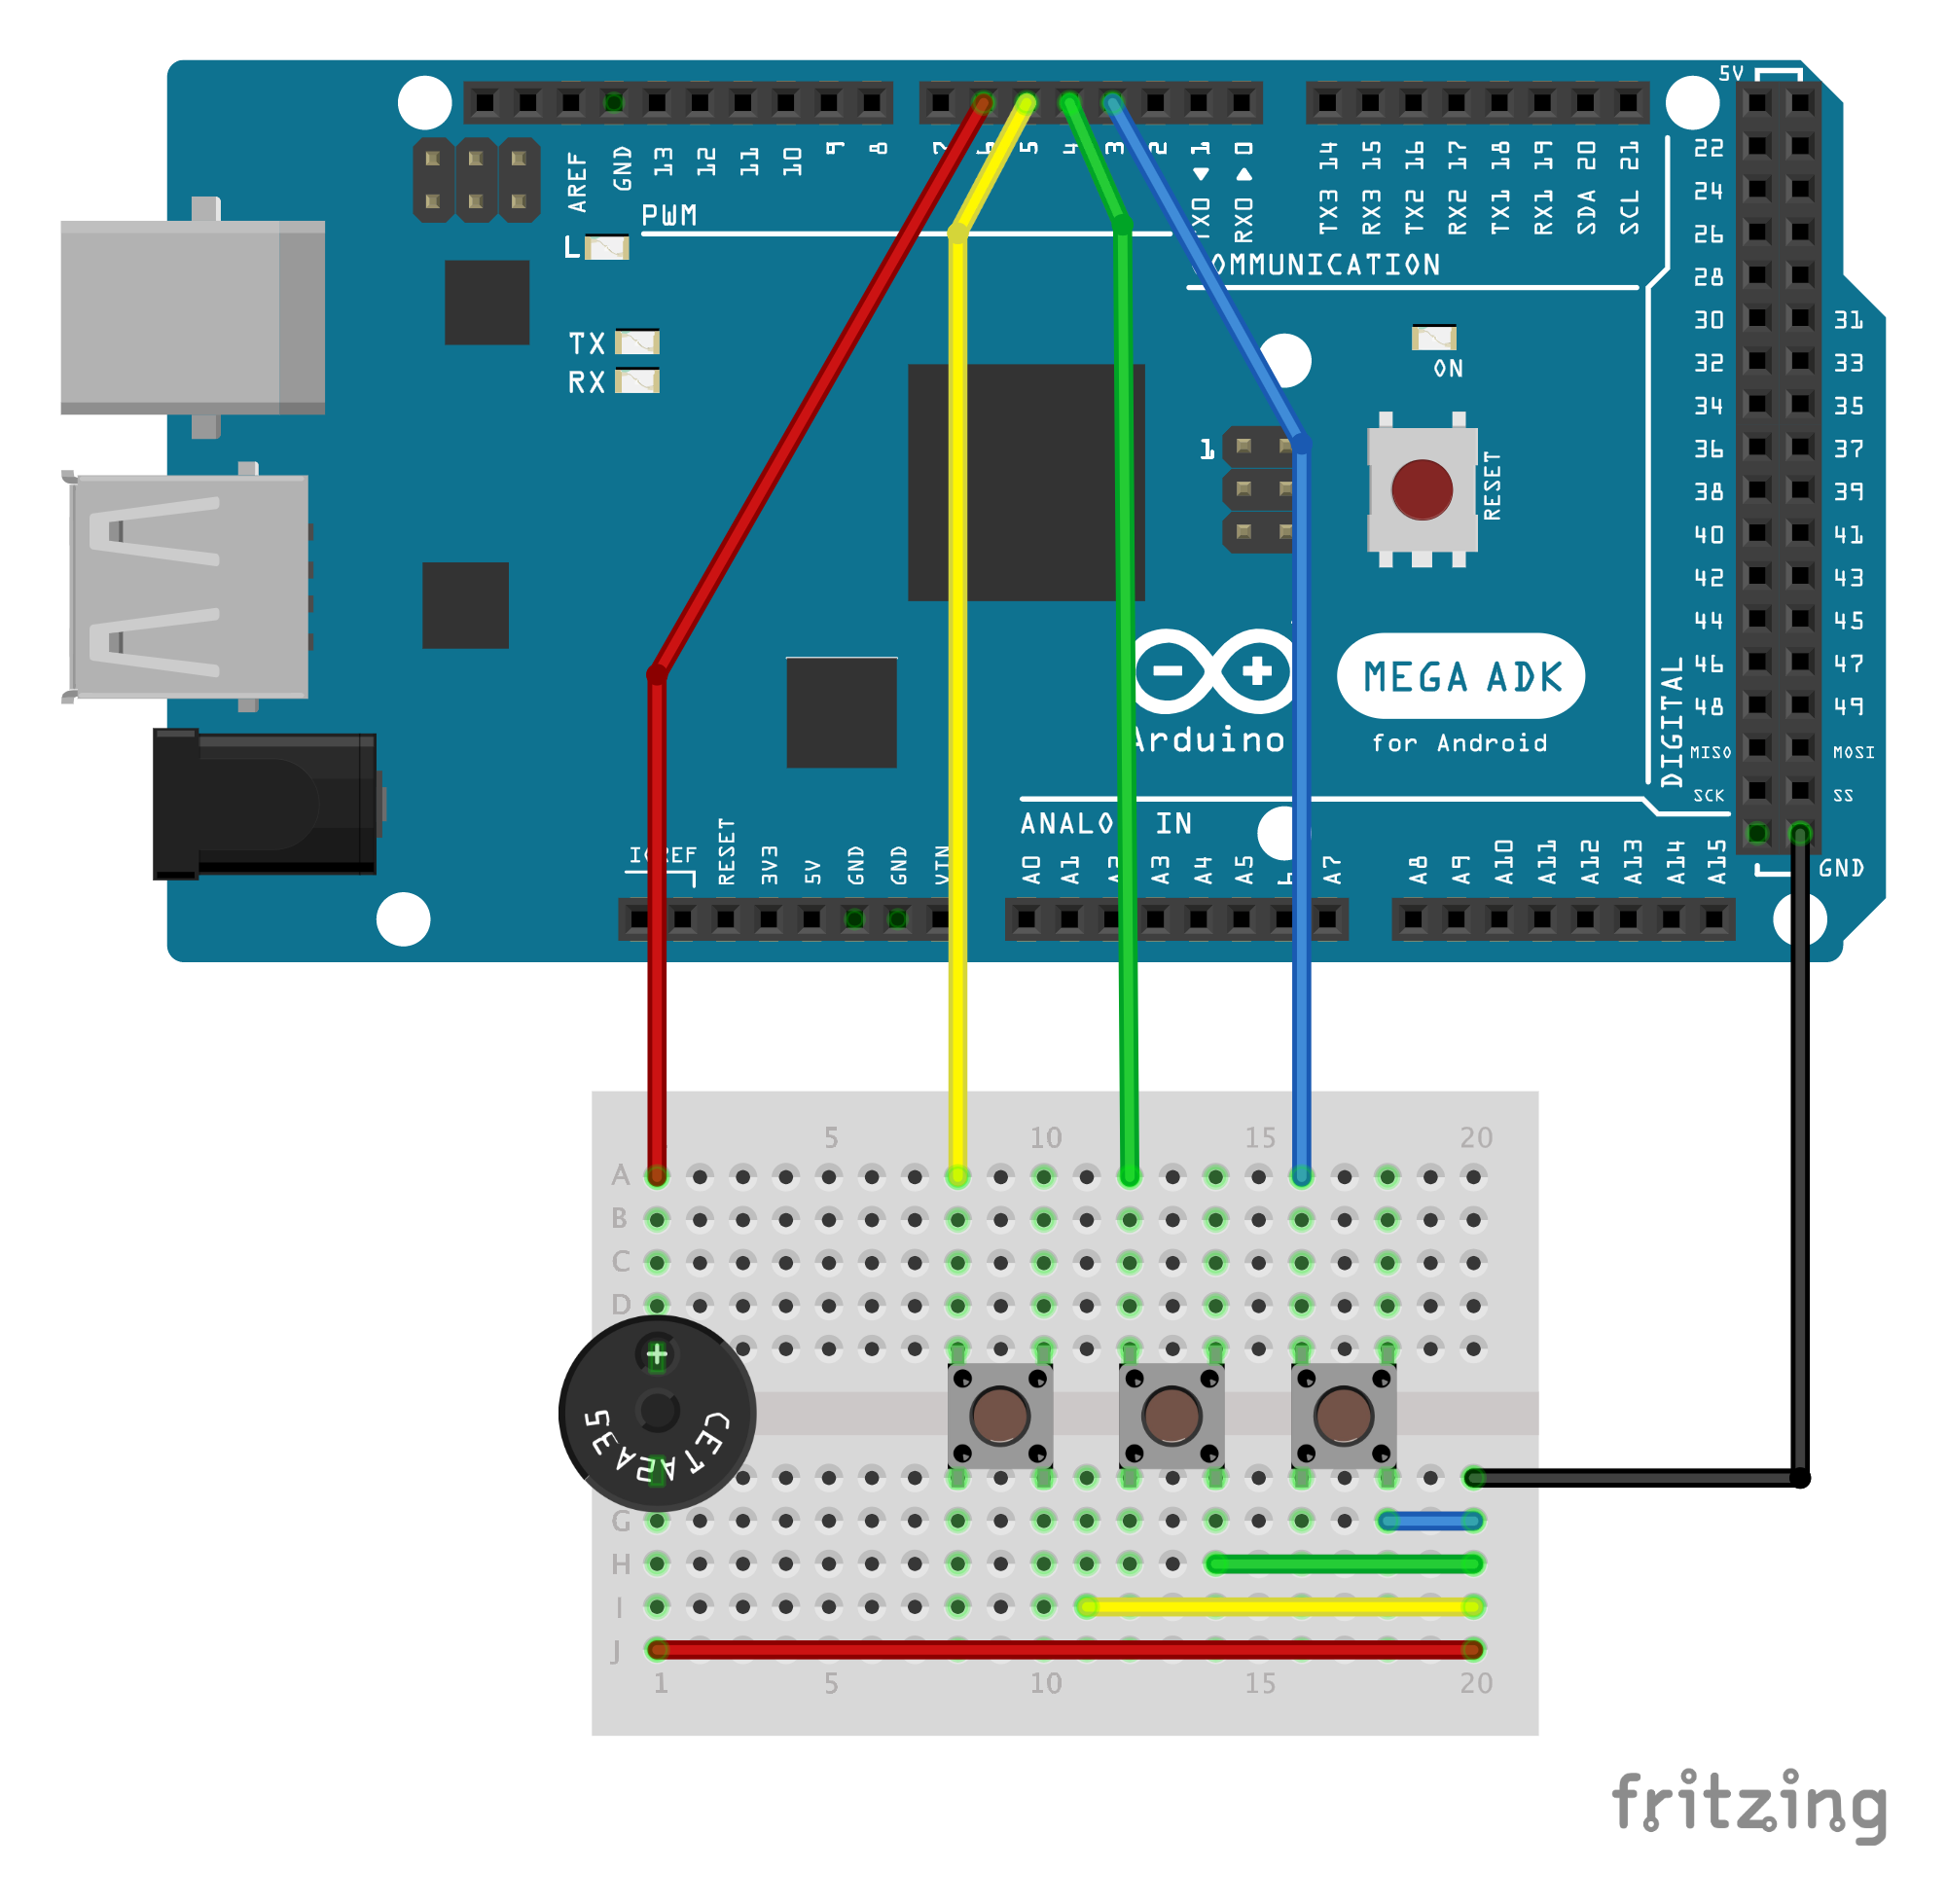 5V
AREF
GND
13
12
11
10
9
8
7
5
4
3
2
TX0 1
RX0 0
TX3 14
RX3 15
TX2 16
RX2 17
TX1 18
RX1 19
SDA 20
SCL 21
PWM
L
COMMUNICATION
TX
RX
ON
1
RESET
22
24
26
28
30 31
32 33
34 35
36 37
38 39
40 41
42 43
44 45
46 47
48 49
MISO MOSI
SCK SS
GND
DIGITAL
MEGA ADK
for Android
Arduino
ANALOG IN
IOREF
RESET
3V3
5V
GND
GND
VIN
A0
A1
A2
A3
A4
A5
A7
A8
A9
A10
A11
A12
A13
A14
A15
5 10 15 20
A
B
C
D
+
CETA2A35
G
H
I
J
1 5 10 15 20
fritzing